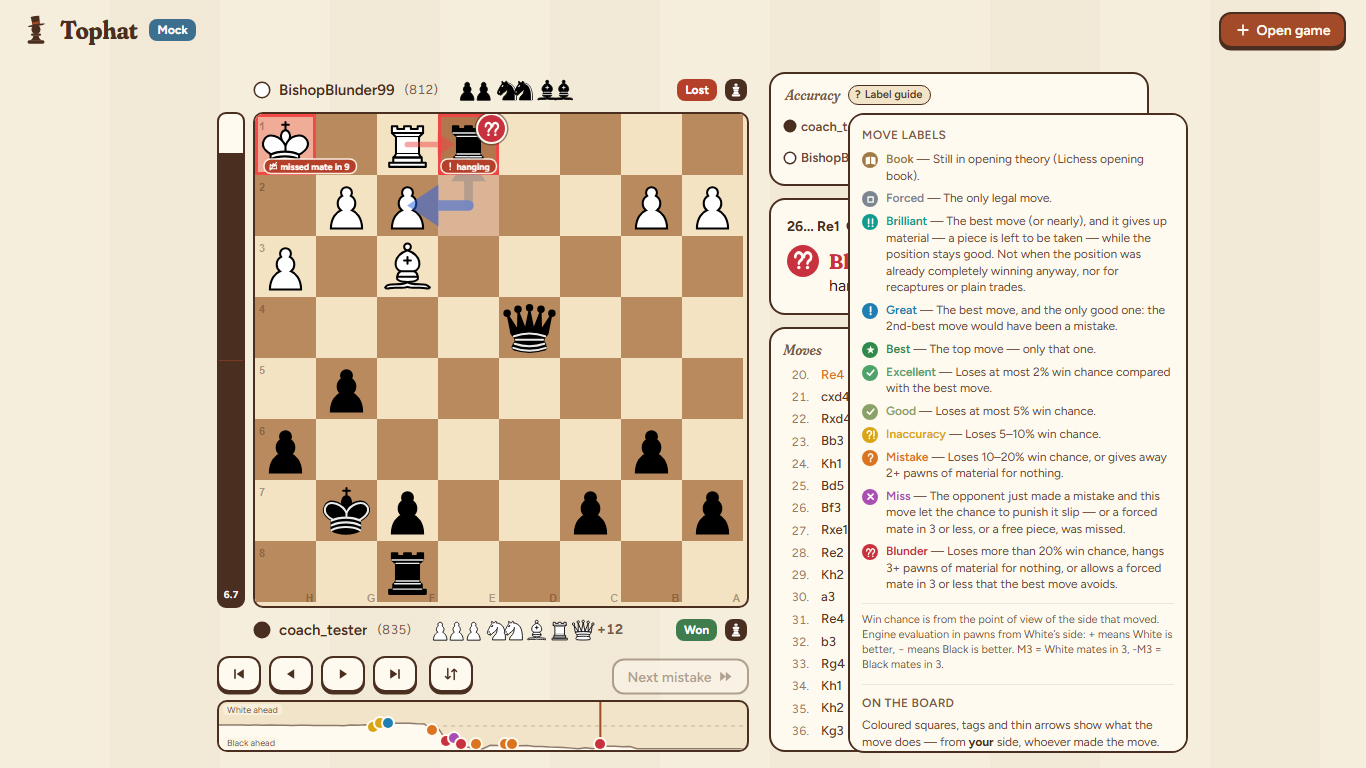 Tophat
Mock
Open game
BishopBlunder99 (812)
Lost
1
missed mate in 9
! hanging
2
3
4
5
6
7
8
H G F E D C B A
6.7
coach_tester (835)
+12
Won
Next mistake
White ahead
Black ahead
Accuracy
? Label guide
coach_t
BishopB
26... Re1
Bl
har
Moves
20. Re4
21. cxd4
22. Rxd4
23. Bb3
24. Kh1
25. Bd5
26. Bf3
27. Rxe1
28. Re2
29. Kh2
30. a3
31. Re4
32. b3
33. Rg4
34. Kh1
35. Kh2
36. Kg3
MOVE LABELS
Book — Still in opening theory (Lichess opening
book).
Forced — The only legal move.
!! Brilliant — The best move (or nearly), and it gives up
material — a piece is left to be taken — while the
position stays good. Not when the position was
already completely winning anyway, nor for
recaptures or plain trades.
! Great — The best move, and the only good one: the
2nd-best move would have been a mistake.
Best — The top move — only that one.
Excellent — Loses at most 2% win chance compared
with the best move.
Good — Loses at most 5% win chance.
?! Inaccuracy — Loses 5–10% win chance.
? Mistake — Loses 10–20% win chance, or gives away
2+ pawns of material for nothing.
Miss — The opponent just made a mistake and this
move let the chance to punish it slip — or a forced
mate in 3 or less, or a free piece, was missed.
?? Blunder — Loses more than 20% win chance, hangs
3+ pawns of material for nothing, or allows a forced
mate in 3 or less that the best move avoids.
Win chance is from the point of view of the side that moved.
Engine evaluation in pawns from White's side: + means White is
better, − means Black is better. M3 = White mates in 3, -M3 =
Black mates in 3.
ON THE BOARD
Coloured squares, tags and thin arrows show what the
move does — from your side, whoever made the move.